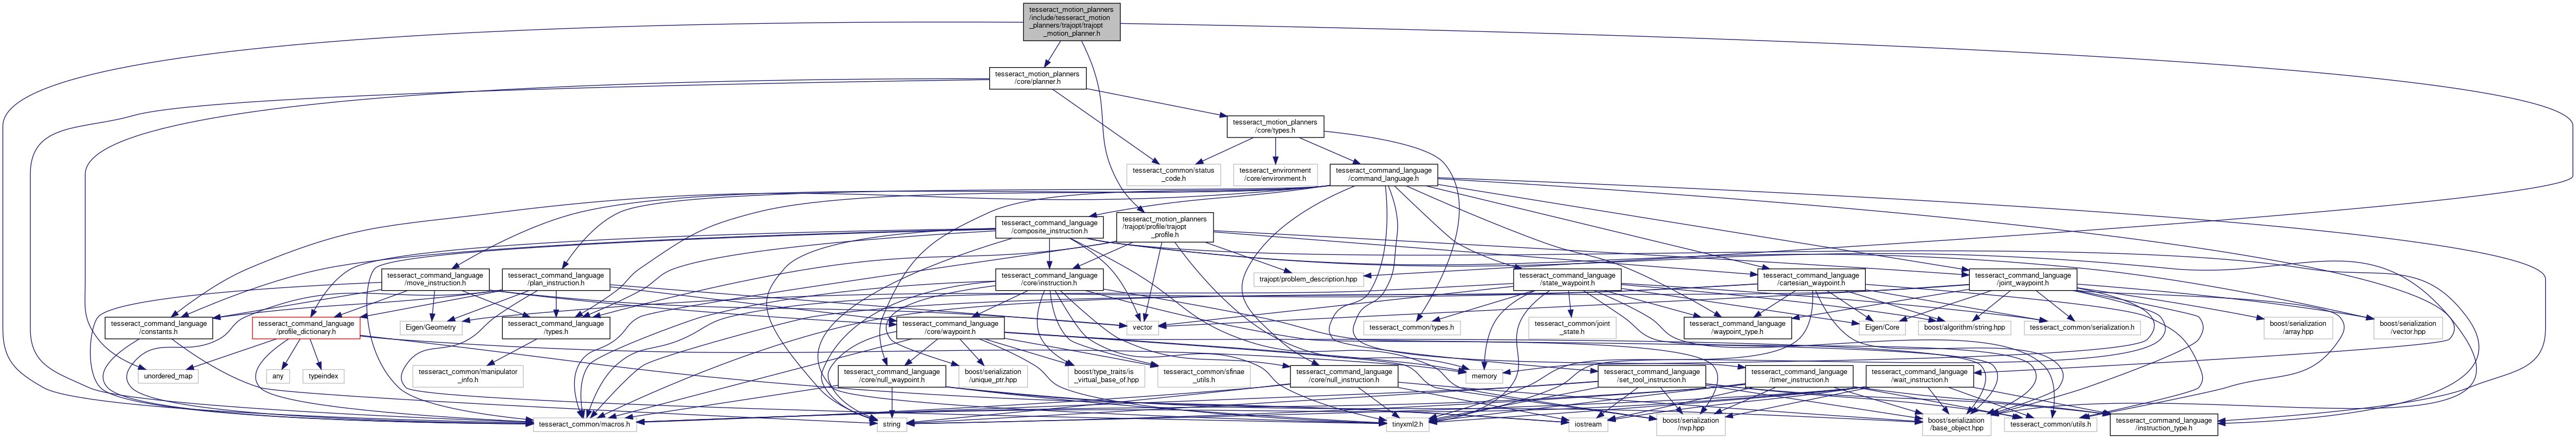 tesseract_motion_planners
/include/tesseract_motion
_planners/trajopt/trajopt
_motion_planner.h
tesseract_motion_planners
/core/planner.h
tesseract_motion_planners
/core/types.h
tesseract_common/status
_code.h
tesseract_environment
/core/environment.h
tesseract_command_language
/command_language.h
tesseract_command_language
/composite_instruction.h
tesseract_motion_planners
/trajopt/profile/trajopt
_profile.h
tesseract_command_language
/move_instruction.h
tesseract_command_language
/plan_instruction.h
tesseract_command_language
/core/instruction.h
trajopt/problem_description.hpp
tesseract_command_language
/state_waypoint.h
tesseract_command_language
/cartesian_waypoint.h
tesseract_command_language
/joint_waypoint.h
tesseract_command_language
/constants.h
tesseract_command_language
/profile_dictionary.h
Eigen/Geometry
tesseract_command_language
/types.h
tesseract_command_language
/core/waypoint.h
vector
tesseract_common/types.h
tesseract_common/joint
_state.h
tesseract_command_language
/waypoint_type.h
Eigen/Core
boost/algorithm/string.hpp
tesseract_common/serialization.h
boost/serialization
/array.hpp
boost/serialization
/vector.hpp
unordered_map
any
typeindex
tesseract_common/manipulator
_info.h
tesseract_command_language
/core/null_waypoint.h
boost/serialization
/unique_ptr.hpp
boost/type_traits/is
_virtual_base_of.hpp
tesseract_common/sfinae
_utils.h
tesseract_command_language
/core/null_instruction.h
memory
tesseract_command_language
/set_tool_instruction.h
tesseract_command_language
/timer_instruction.h
tesseract_command_language
/wait_instruction.h
tesseract_common/macros.h
string
tinyxml2.h
iostream
boost/serialization
/nvp.hpp
boost/serialization
/base_object.hpp
tesseract_common/utils.h
tesseract_command_language
/instruction_type.h